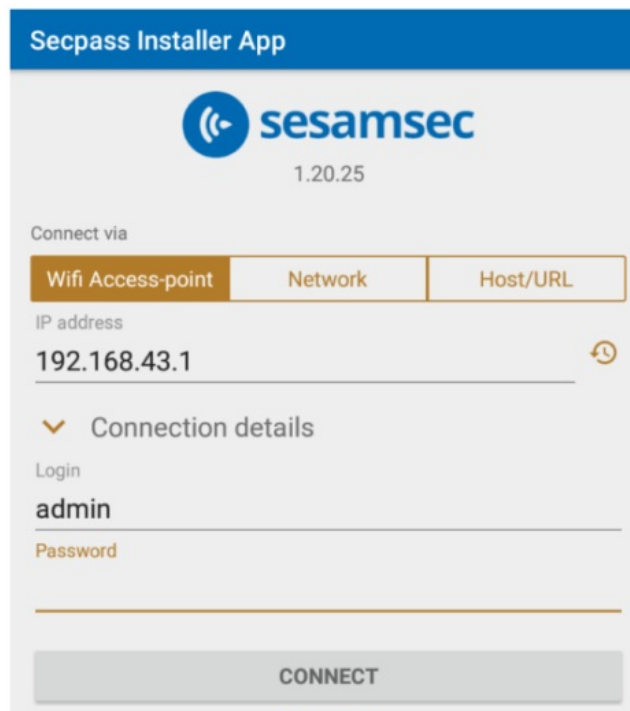 Secpass Installer App
sesamsec
1.20.25
Connect via
Wifi Access-point Network Host/URL
IP address
192.168.43.1
Connection details
Login
admin
Password
CONNECT